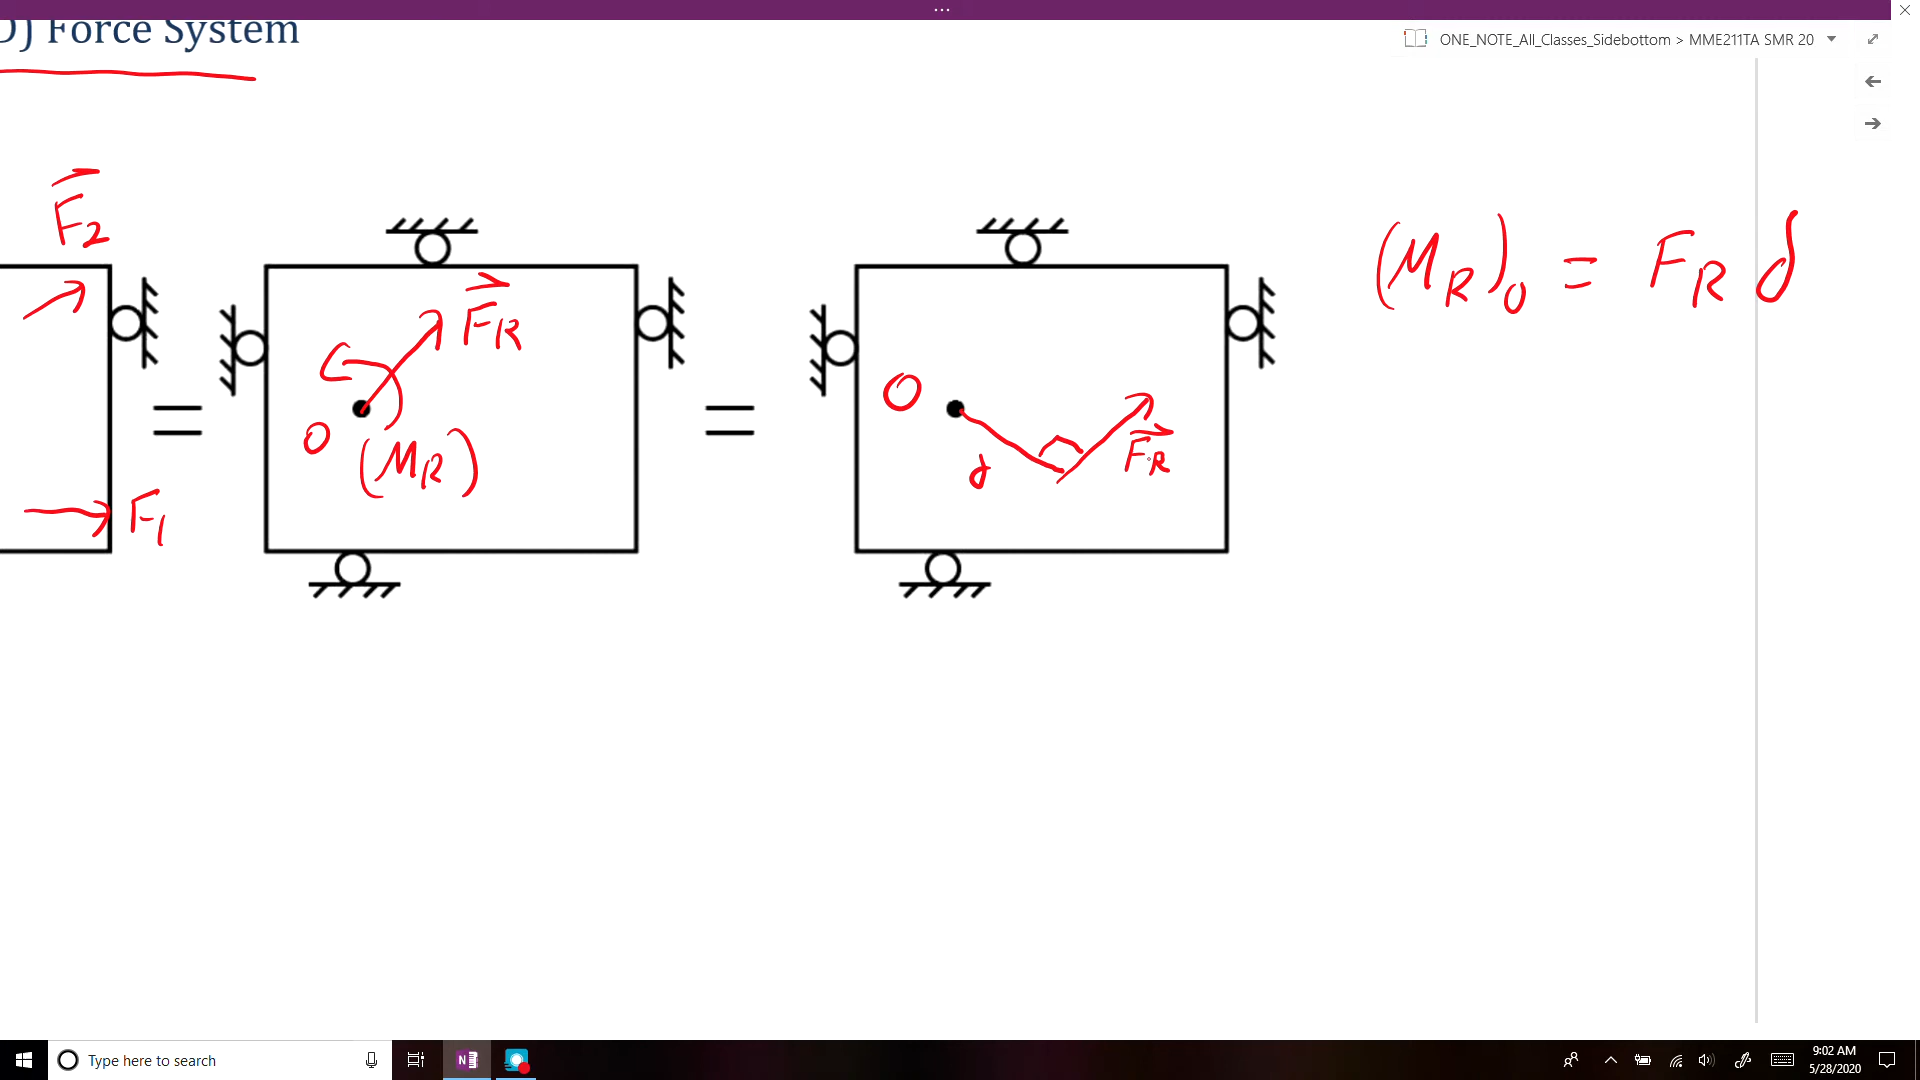 D) Force System
ONE_NOTE_All_Classes_Sidebottom > MME211TA SMR 20
F2
(MR)O = FR d
FR
O
O
(MR)
d
FR
F1
=
=
Type here to search
9:02 AM
5/28/2020